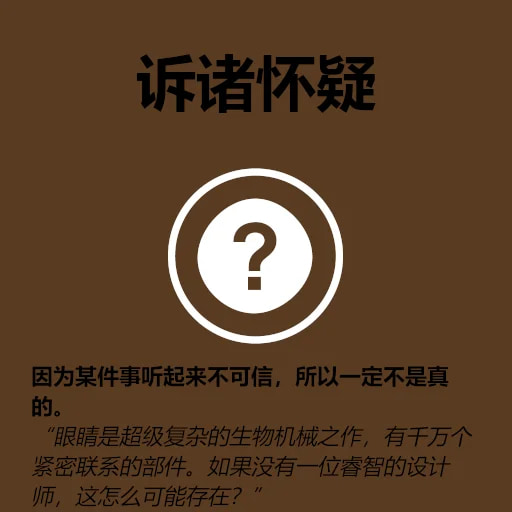 诉诸怀疑
?
因为某件事听起来不可信，所以一定不是真
的。
“眼睛是超级复杂的生物机械之作，有千万个
紧密联系的部件。如果没有一位睿智的设计
师，这怎么可能存在？”